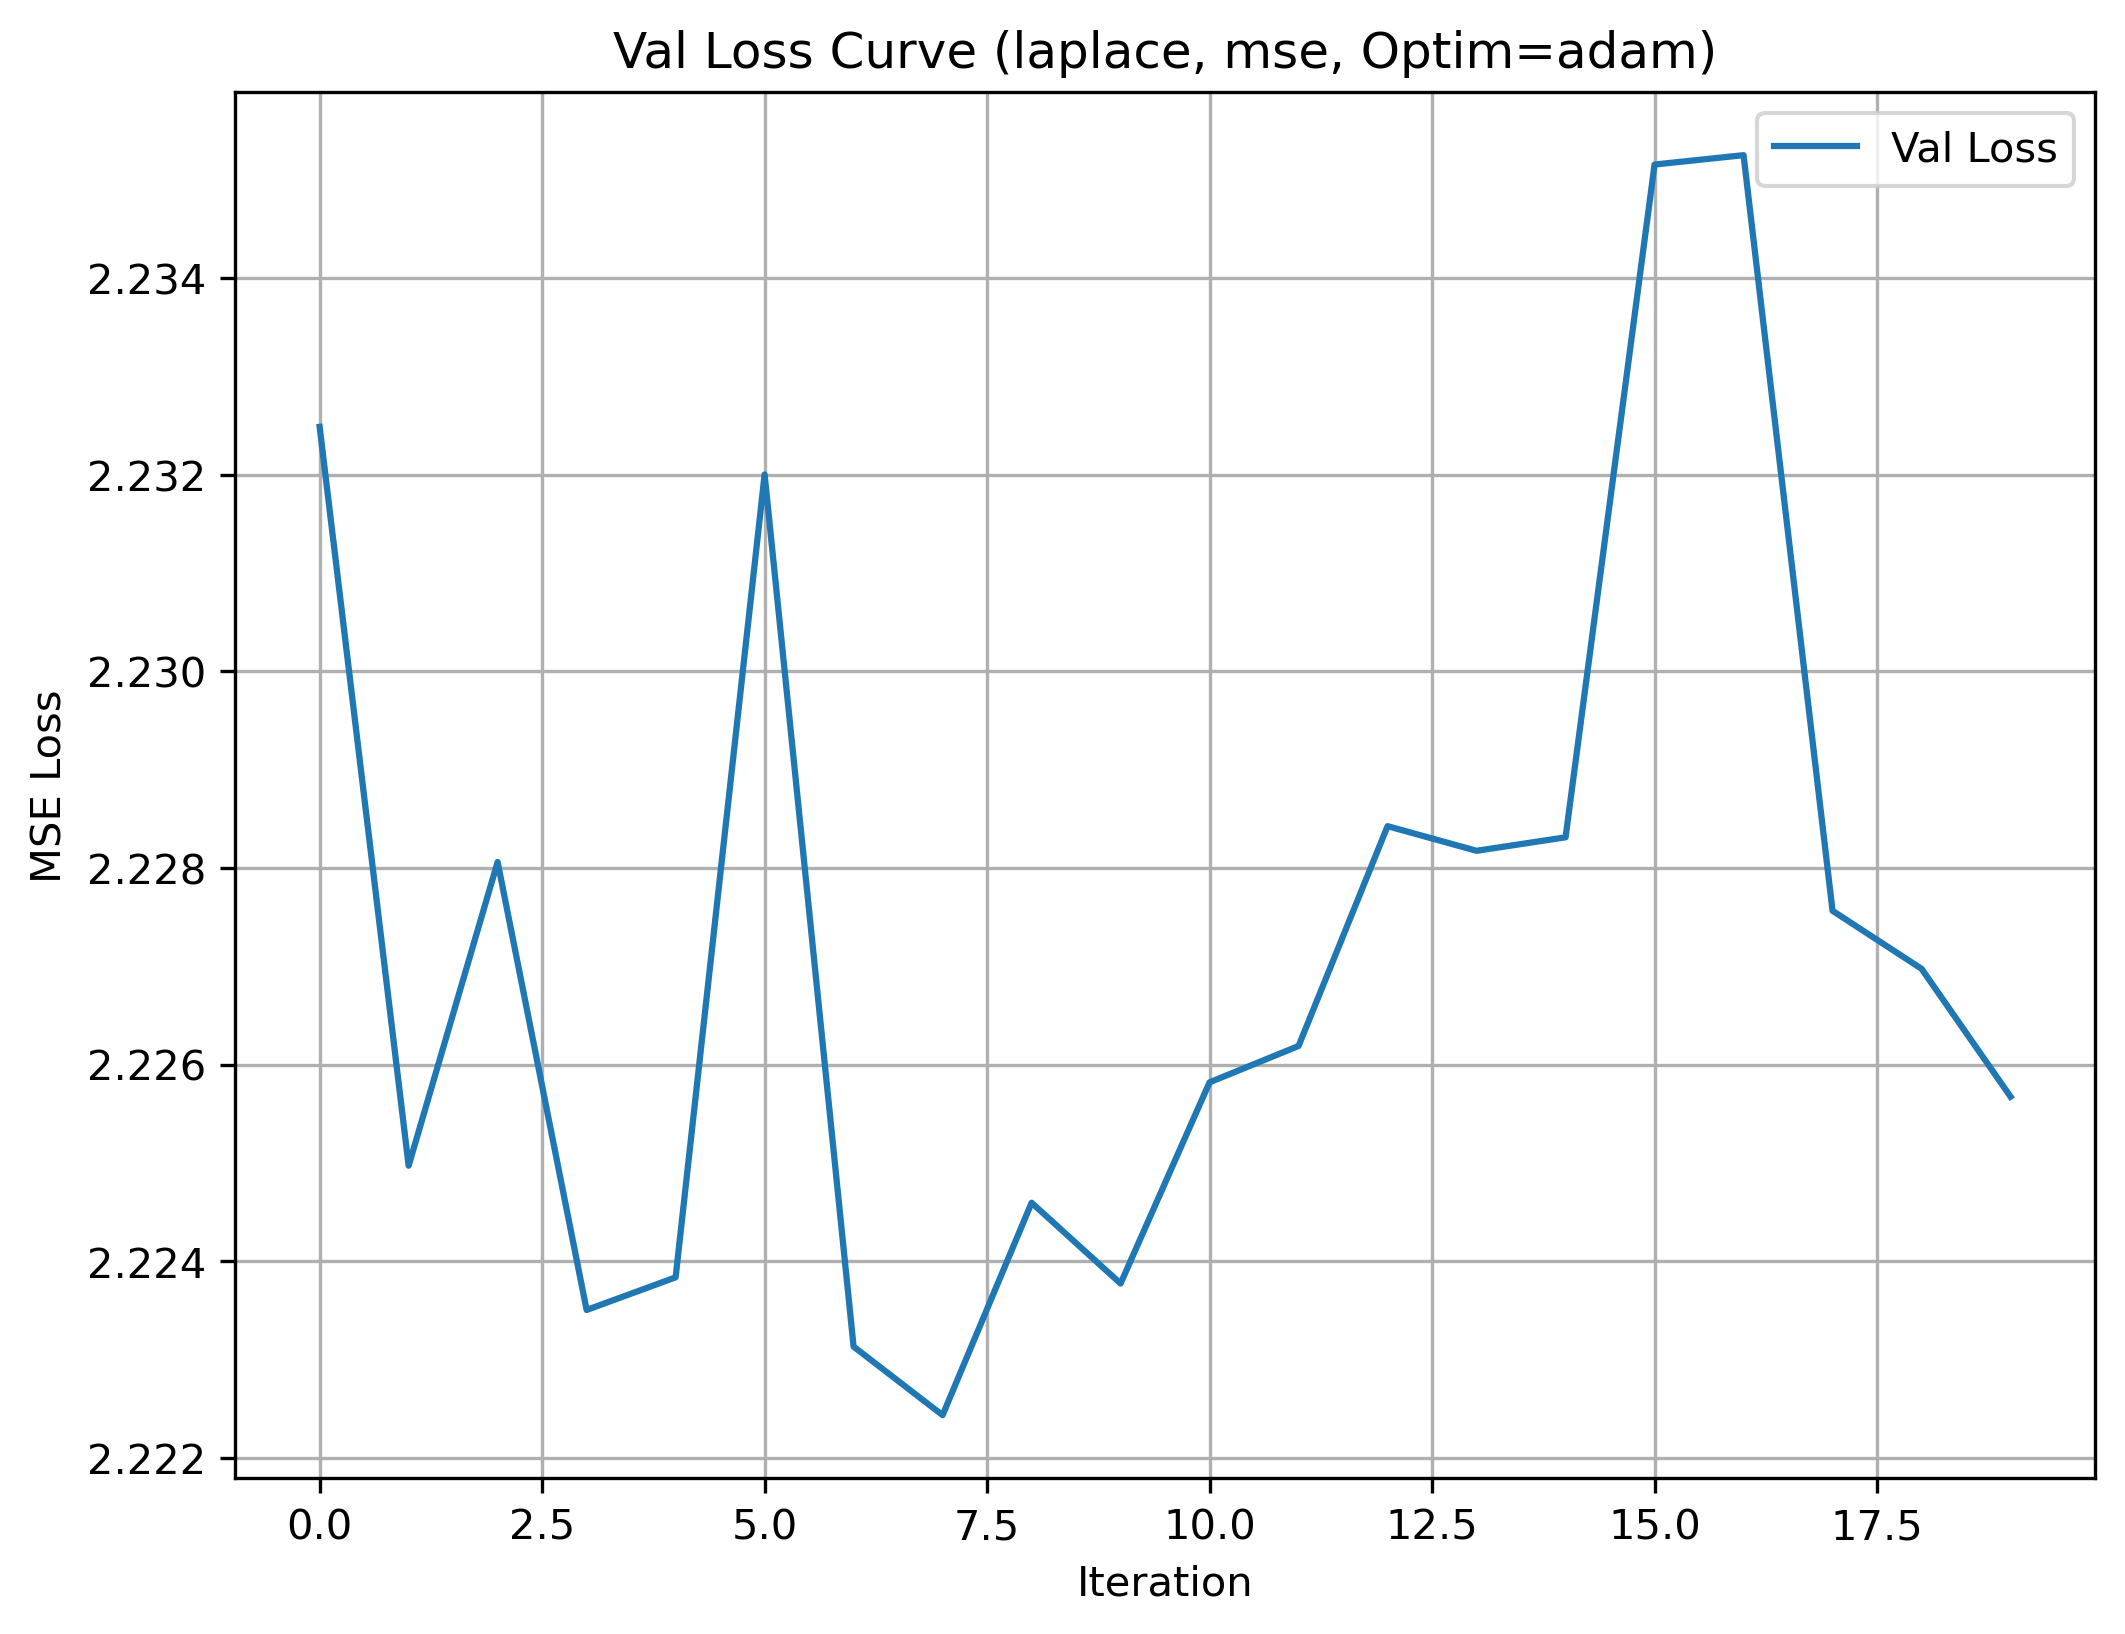 Val Loss Curve (laplace, mse, Optim=adam)
Val Loss
MSE Loss
2.234
2.232
2.230
2.228
2.226
2.224
2.222
0.0 2.5 5.0 7.5 10.0 12.5 15.0 17.5
Iteration